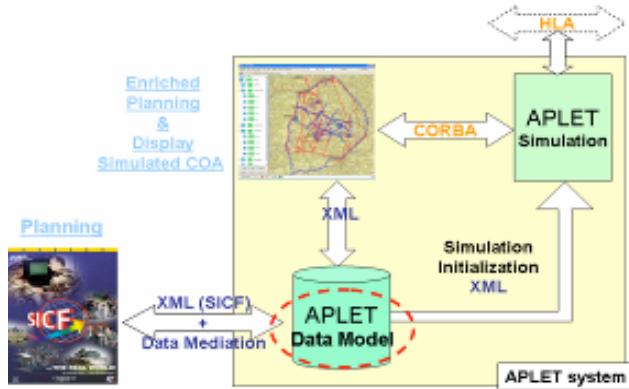 HLA
Enriched
Planning
&
Display
Simulated COA
CORBA
APLET
Simulation
XML
Planning
Simulation
Initialization
XML
SICF
XML (SICF)
+
Data Mediation
APLET
Data Model
APLET system